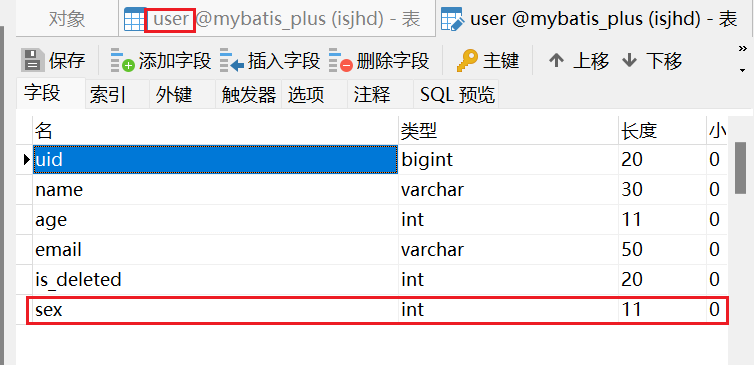 对象 user @mybatis_plus (isjhd) - 表 user @mybatis_plus (isjhd) - 表
保存 添加字段 插入字段 删除字段 主键 上移 下移 »
字段 索引 外键 触发器 选项 注释 SQL 预览
名 类型 长度 小
uid bigint 20 0
name varchar 30 0
age int 11 0
email varchar 50 0
is_deleted int 20 0
sex int 11 0